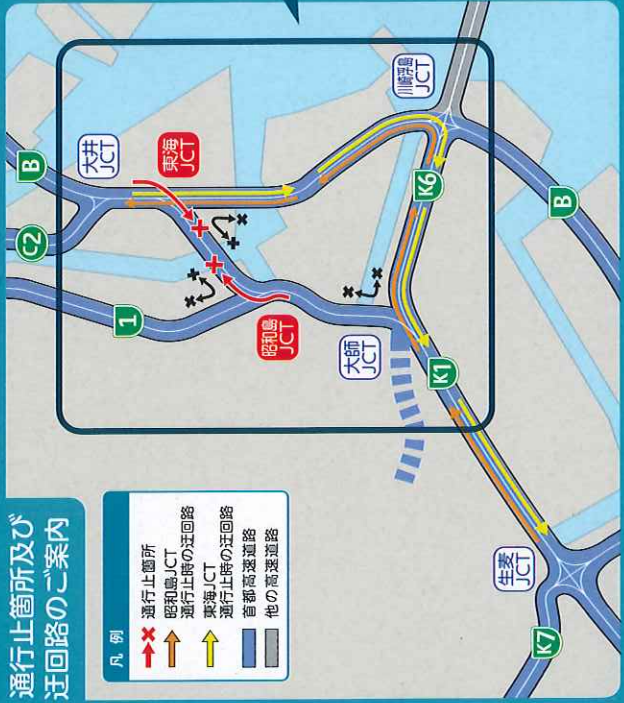 通行止箇所及び
迂回路のご案内
凡 例
通行止箇所
昭和島JCT
通行止時の迂回路
東海JCT
通行止時の迂回路
首都高速道路
他の高速道路
B
C2
大井
JCT
東海
JCT
1
昭和島
JCT
大師
JCT
川崎浮島
JCT
K6
B
K1
生麦
JCT
K7